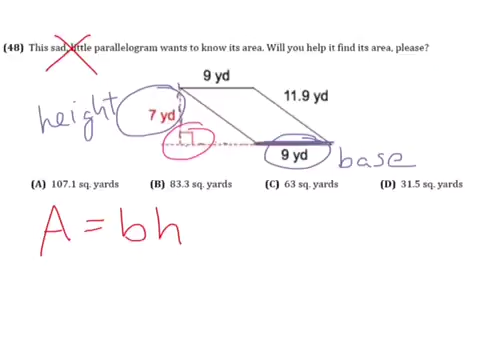 (48) This sad, little parallelogram wants to know its area. Will you help it find its area, please?
9 yd
height
7 yd
11.9 yd
9 yd
base
(A) 107.1 sq. yards (B) 83.3 sq. yards (C) 63 sq. yards (D) 31.5 sq. yards
A = bh